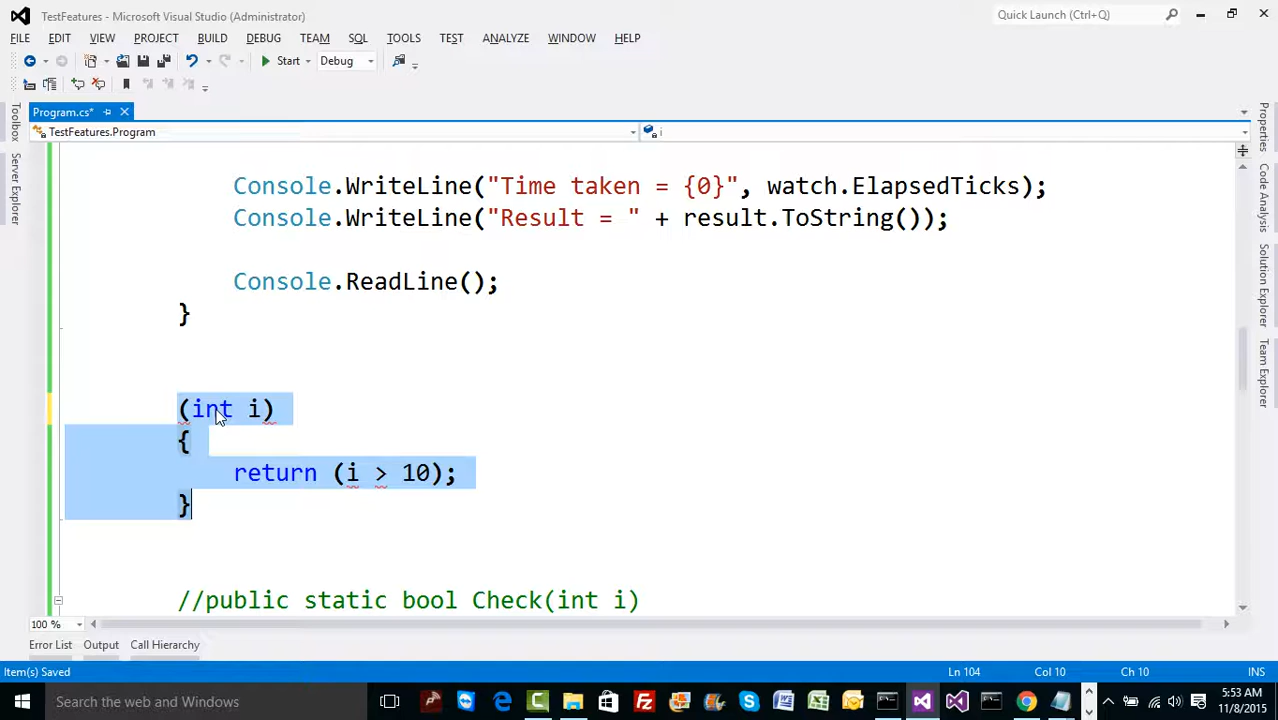 TestFeatures - Microsoft Visual Studio (Administrator)
Quick Launch (Ctrl+Q)
FILE EDIT VIEW PROJECT BUILD DEBUG TEAM SQL TOOLS TEST ANALYZE WINDOW HELP
Start Debug
Program.cs*
TestFeatures.Program
i
Toolbox
Server Explorer
Console.WriteLine("Time taken = {0}", watch.ElapsedTicks);
Console.WriteLine("Result = " + result.ToString());
Console.ReadLine();
}
(int i)
{
return (i > 10);
}
//public static bool Check(int i)
Properties
Code Analysis
Solution Explorer
Team Explorer
100 %
Error List Output Call Hierarchy
Item(s) Saved
Ln 104 Col 10 Ch 10 INS
Search the web and Windows
5:53 AM
11/8/2015